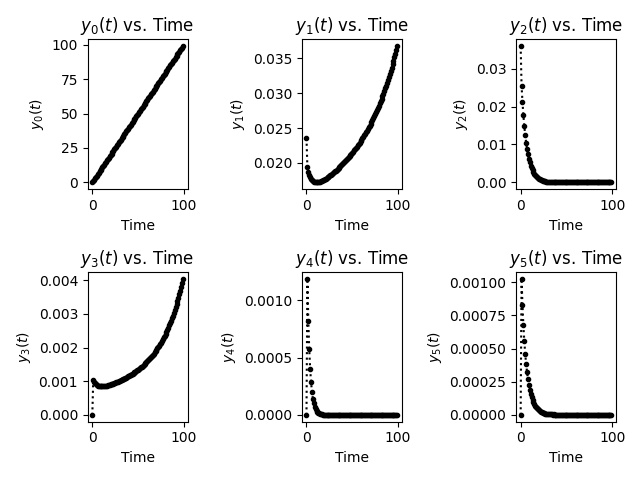 y₀(t) vs. Time
y₁(t) vs. Time
y₂(t) vs. Time
100
75
50
25
0
y₀(t)
0 100
Time
0.035
0.030
0.025
0.020
y₁(t)
0 100
Time
0.03
0.02
0.01
0.00
y₂(t)
0 100
Time
y₃(t) vs. Time
y₄(t) vs. Time
y₅(t) vs. Time
0.004
0.003
0.002
0.001
0.000
y₃(t)
0 100
Time
0.0010
0.0005
0.0000
y₄(t)
0 100
Time
0.00100
0.00075
0.00050
0.00025
0.00000
y₅(t)
0 100
Time